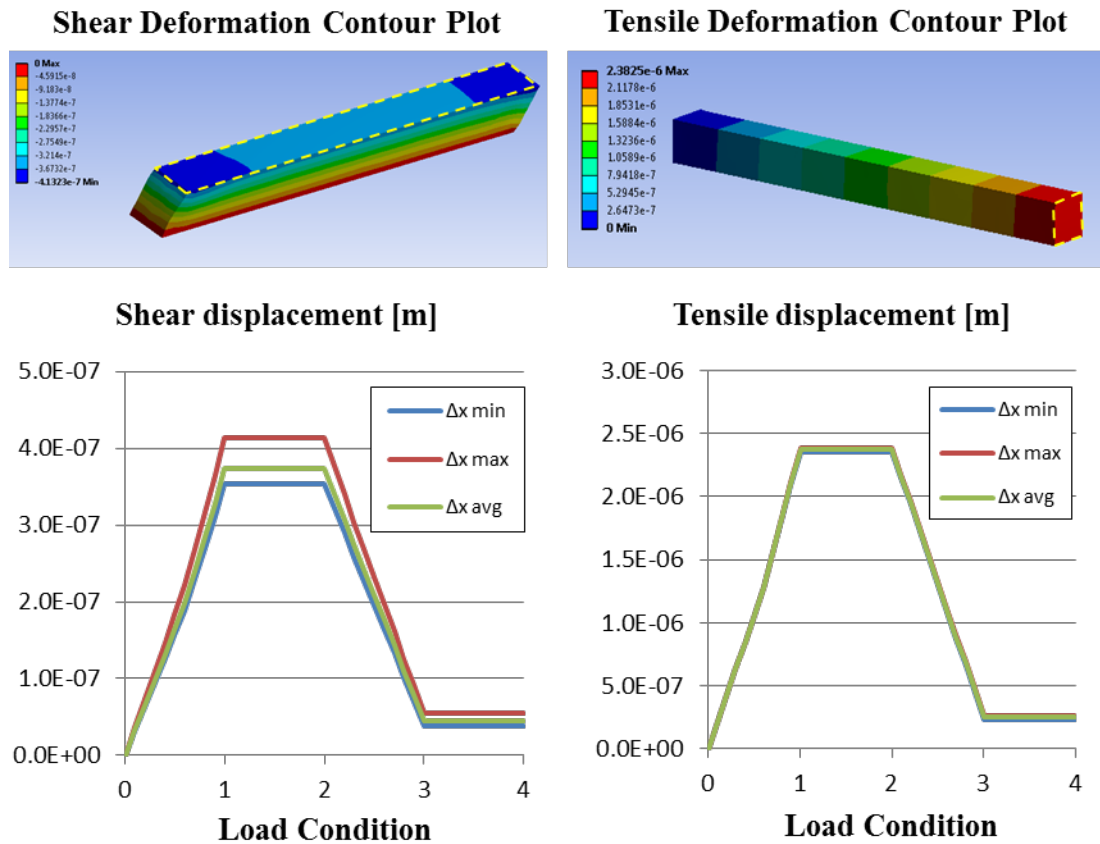 Shear Deformation Contour Plot
Tensile Deformation Contour Plot
0 Max
-4.5915e-8
-9.183e-8
-1.3774e-7
-1.8366e-7
-2.2957e-7
-2.7549e-7
-3.214e-7
-3.6732e-7
-4.1323e-7 Min
2.3825e-6 Max
2.1178e-6
1.8531e-6
1.5884e-6
1.3236e-6
1.0589e-6
7.9418e-7
5.2945e-7
2.6473e-7
0 Min
Shear displacement [m]
5.0E-07
4.0E-07
3.0E-07
2.0E-07
1.0E-07
0.0E+00
Δx min
Δx max
Δx avg
0 1 2 3 4
Load Condition
Tensile displacement [m]
3.0E-06
2.5E-06
2.0E-06
1.5E-06
1.0E-06
5.0E-07
0.0E+00
Δx min
Δx max
Δx avg
0 1 2 3 4
Load Condition